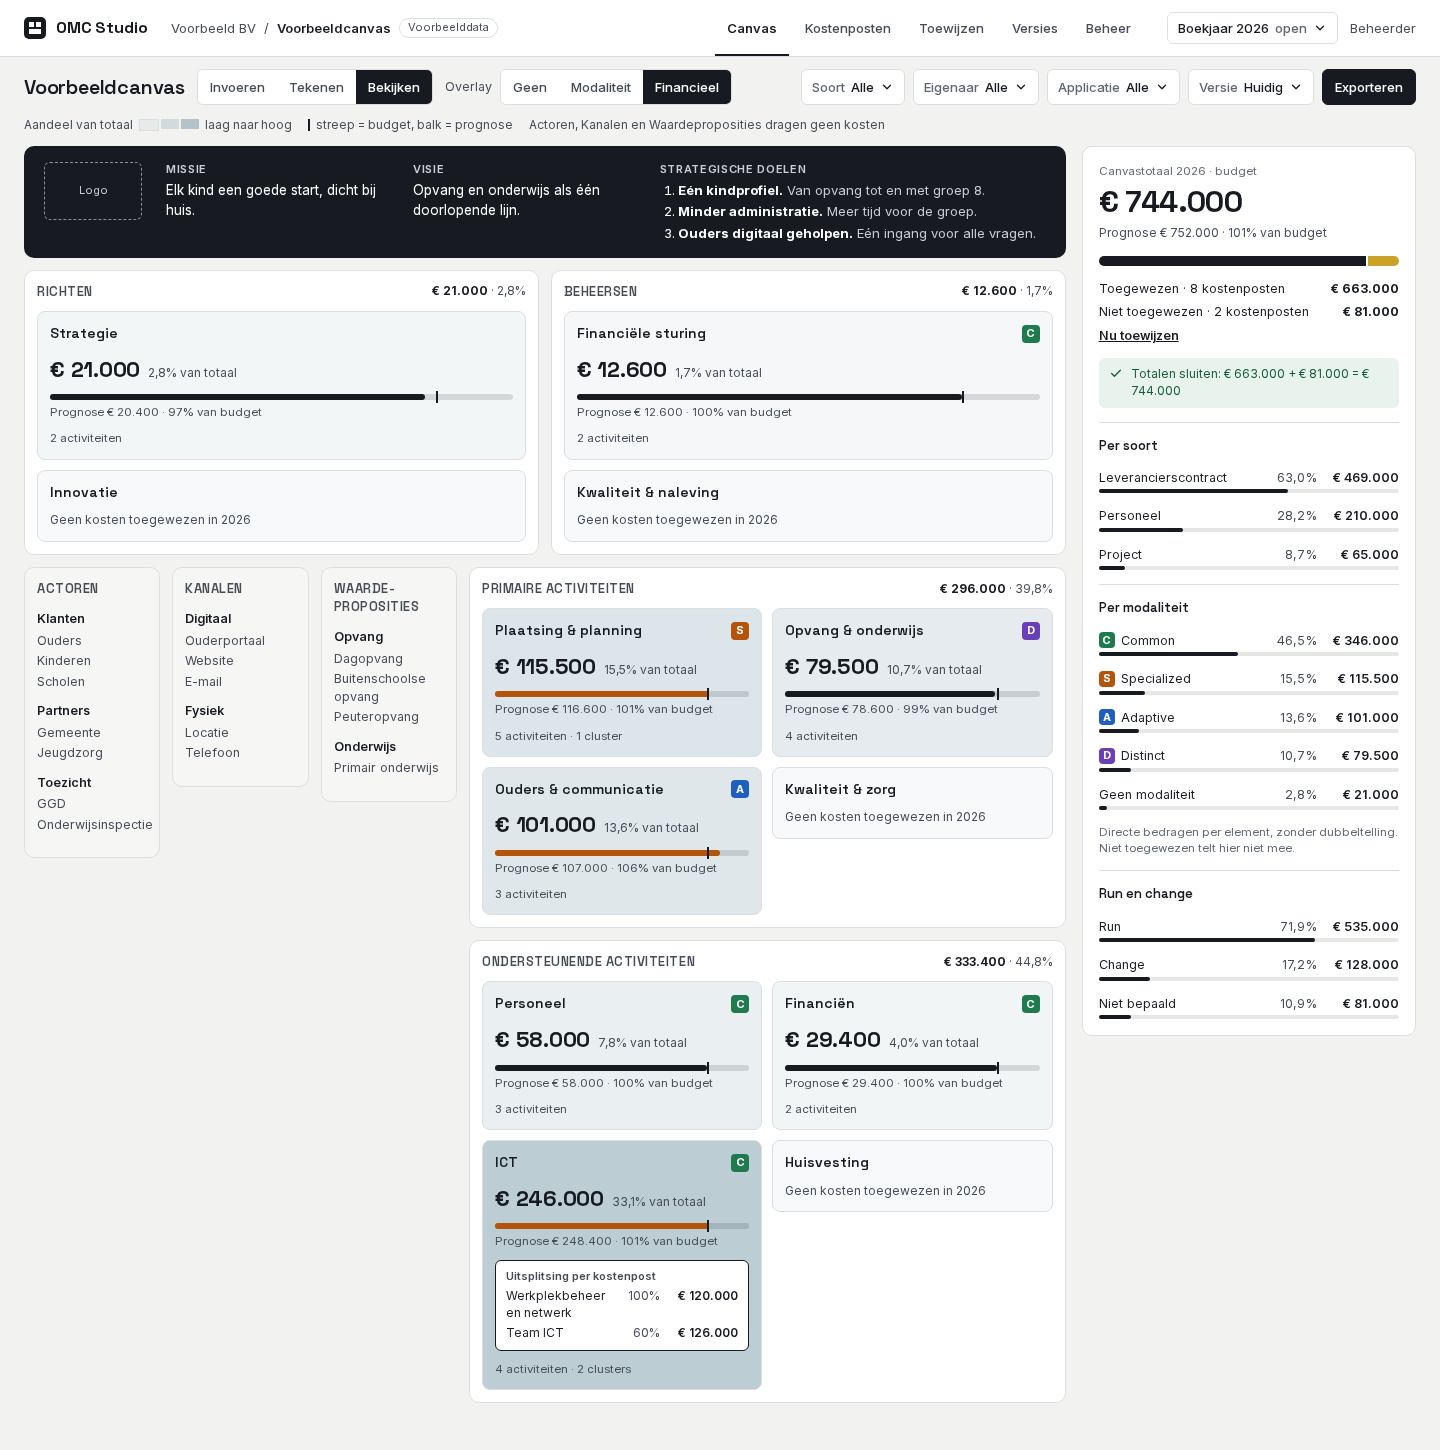 OMC Studio
Voorbeeld BV / Voorbeeldcanvas Voorbeelddata
Canvas Kostenposten Toewijzen Versies Beheer
Boekjaar 2026 open Beheerder
Voorbeeldcanvas
Invoeren Tekenen Bekijken Overlay Geen Modaliteit Financieel
Soort Alle Eigenaar Alle Applicatie Alle Versie Huidig Exporteren
Aandeel van totaal laag naar hoog streep = budget, balk = prognose Actoren, Kanalen en Waardeproposities dragen geen kosten
Logo
MISSIE
Elk kind een goede start, dicht bij
huis.
VISIE
Opvang en onderwijs als één
doorlopende lijn.
STRATEGISCHE DOELEN
1. Eén kindprofiel. Van opvang tot en met groep 8.
2. Minder administratie. Meer tijd voor de groep.
3. Ouders digitaal geholpen. Eén ingang voor alle vragen.
RICHTEN € 21.000 · 2,8%
Strategie
€ 21.000 2,8% van totaal
Prognose € 20.400 · 97% van budget
2 activiteiten
Innovatie
Geen kosten toegewezen in 2026
BEHEERSEN € 12.600 · 1,7%
Financiële sturing C
€ 12.600 1,7% van totaal
Prognose € 12.600 · 100% van budget
2 activiteiten
Kwaliteit & naleving
Geen kosten toegewezen in 2026
ACTOREN
Klanten
Ouders
Kinderen
Scholen
Partners
Gemeente
Jeugdzorg
Toezicht
GGD
Onderwijsinspectie
KANALEN
Digitaal
Ouderportaal
Website
E-mail
Fysiek
Locatie
Telefoon
WAARDE-
PROPOSITIES
Opvang
Dagopvang
Buitenschoolse
opvang
Peuteropvang
Onderwijs
Primair onderwijs
PRIMAIRE ACTIVITEITEN € 296.000 · 39,8%
Plaatsing & planning S
€ 115.500 15,5% van totaal
Prognose € 116.600 · 101% van budget
5 activiteiten · 1 cluster
Opvang & onderwijs D
€ 79.500 10,7% van totaal
Prognose € 78.600 · 99% van budget
4 activiteiten
Ouders & communicatie A
€ 101.000 13,6% van totaal
Prognose € 107.000 · 106% van budget
3 activiteiten
Kwaliteit & zorg
Geen kosten toegewezen in 2026
ONDERSTEUNENDE ACTIVITEITEN € 333.400 · 44,8%
Personeel C
€ 58.000 7,8% van totaal
Prognose € 58.000 · 100% van budget
3 activiteiten
Financiën C
€ 29.400 4,0% van totaal
Prognose € 29.400 · 100% van budget
2 activiteiten
ICT C
€ 246.000 33,1% van totaal
Prognose € 248.400 · 101% van budget
Uitsplitsing per kostenpost
Werkplekbeheer 100% € 120.000
en netwerk
Team ICT 60% € 126.000
4 activiteiten · 2 clusters
Huisvesting
Geen kosten toegewezen in 2026
Canvastotaal 2026 · budget
€ 744.000
Prognose € 752.000 · 101% van budget
Toegewezen · 8 kostenposten € 663.000
Niet toegewezen · 2 kostenposten € 81.000
Nu toewijzen
Totalen sluiten: € 663.000 + € 81.000 = €
744.000
Per soort
Leverancierscontract 63,0% € 469.000
Personeel 28,2% € 210.000
Project 8,7% € 65.000
Per modaliteit
C Common 46,5% € 346.000
S Specialized 15,5% € 115.500
A Adaptive 13,6% € 101.000
D Distinct 10,7% € 79.500
Geen modaliteit 2,8% € 21.000
Directe bedragen per element, zonder dubbeltelling.
Niet toegewezen telt hier niet mee.
Run en change
Run 71,9% € 535.000
Change 17,2% € 128.000
Niet bepaald 10,9% € 81.000